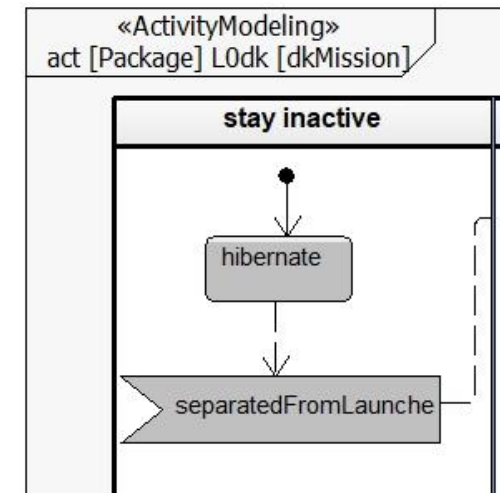 «ActivityModeling»
act [Package] L0dk [dkMission]
stay inactive
hibernate
separatedFromLaunche